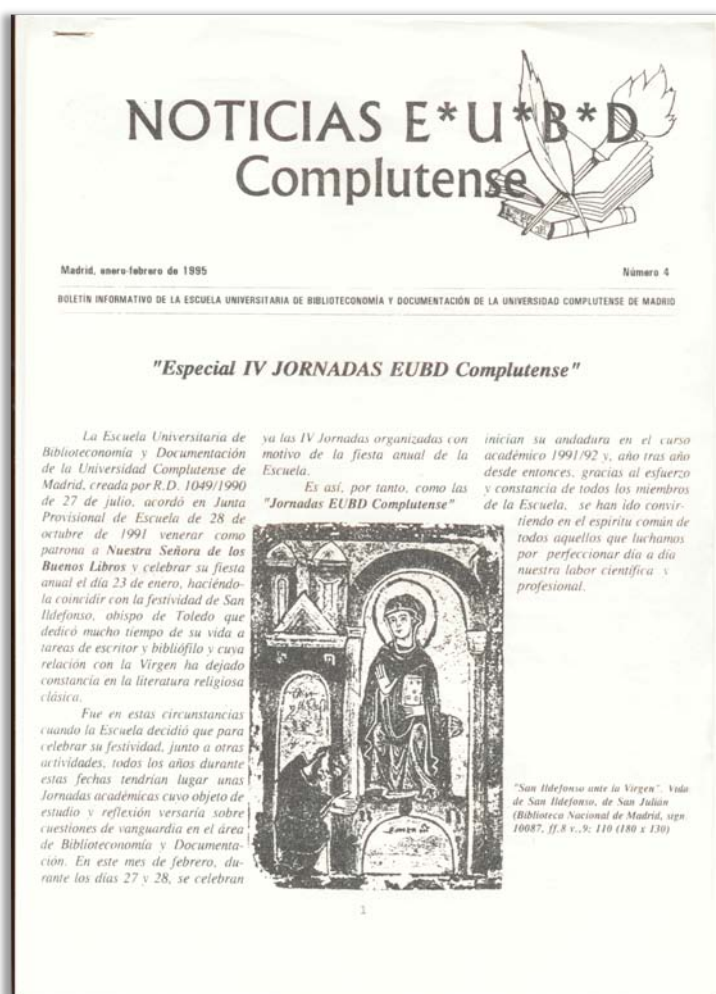 NOTICIAS E*U*B*D
Complutense
Madrid, enero-febrero de 1995
Número 4
BOLETÍN INFORMATIVO DE LA ESCUELA UNIVERSITARIA DE BIBLIOTECONOMÍA Y DOCUMENTACIÓN DE LA UNIVERSIDAD COMPLUTENSE DE MADRID
"Especial IV JORNADAS EUBD Complutense"
La Escuela Universitaria de
Biblioteconomía y Documentación
de la Universidad Complutense de
Madrid, creada por R.D. 1049/1990
de 27 de julio, acordó en Junta
Provisional de Escuela de 28 de
octubre de 1991 venerar como
patrona a Nuestra Señora de los
Buenos Libros y celebrar su fiesta
anual el día 23 de enero, haciéndo-
la coincidir con la festividad de San
Ildefonso, obispo de Toledo que
dedicó mucho tiempo de su vida a
tareas de escritor y bibliófilo y cuya
relación con la Virgen ha dejado
constancia en la literatura religiosa
clásica.
Fue en estas circunstancias
cuando la Escuela decidió que para
celebrar su festividad, junto a otras
actividades, todos los años durante
estas fechas tendrían lugar unas
Jornadas académicas cuyo objeto de
estudio y reflexión versaría sobre
cuestiones de vanguardia en el área
de Biblioteconomía y Documenta-
ción. En este mes de febrero, du-
rante los días 27 y 28, se celebran
ya las IV Jornadas organizadas con
motivo de la fiesta anual de la
Escuela.
Es así, por tanto, como las
"Jornadas EUBD Complutense"
inician su andadura en el curso
académico 1991/92 y, año tras año
desde entonces, gracias al esfuerzo
y constancia de todos los miembros
de la Escuela, se han ido convir-
tiendo en el espíritu común de
todos aquellos que luchamos
por perfeccionar día a día
nuestra labor científica y
profesional.
"San Ildefonso ante la Virgen". Vida
de San Ildefonso, de San Julián
(Biblioteca Nacional de Madrid, sign
10087, ff.8 v.,9; 110 (180 x 130)
1